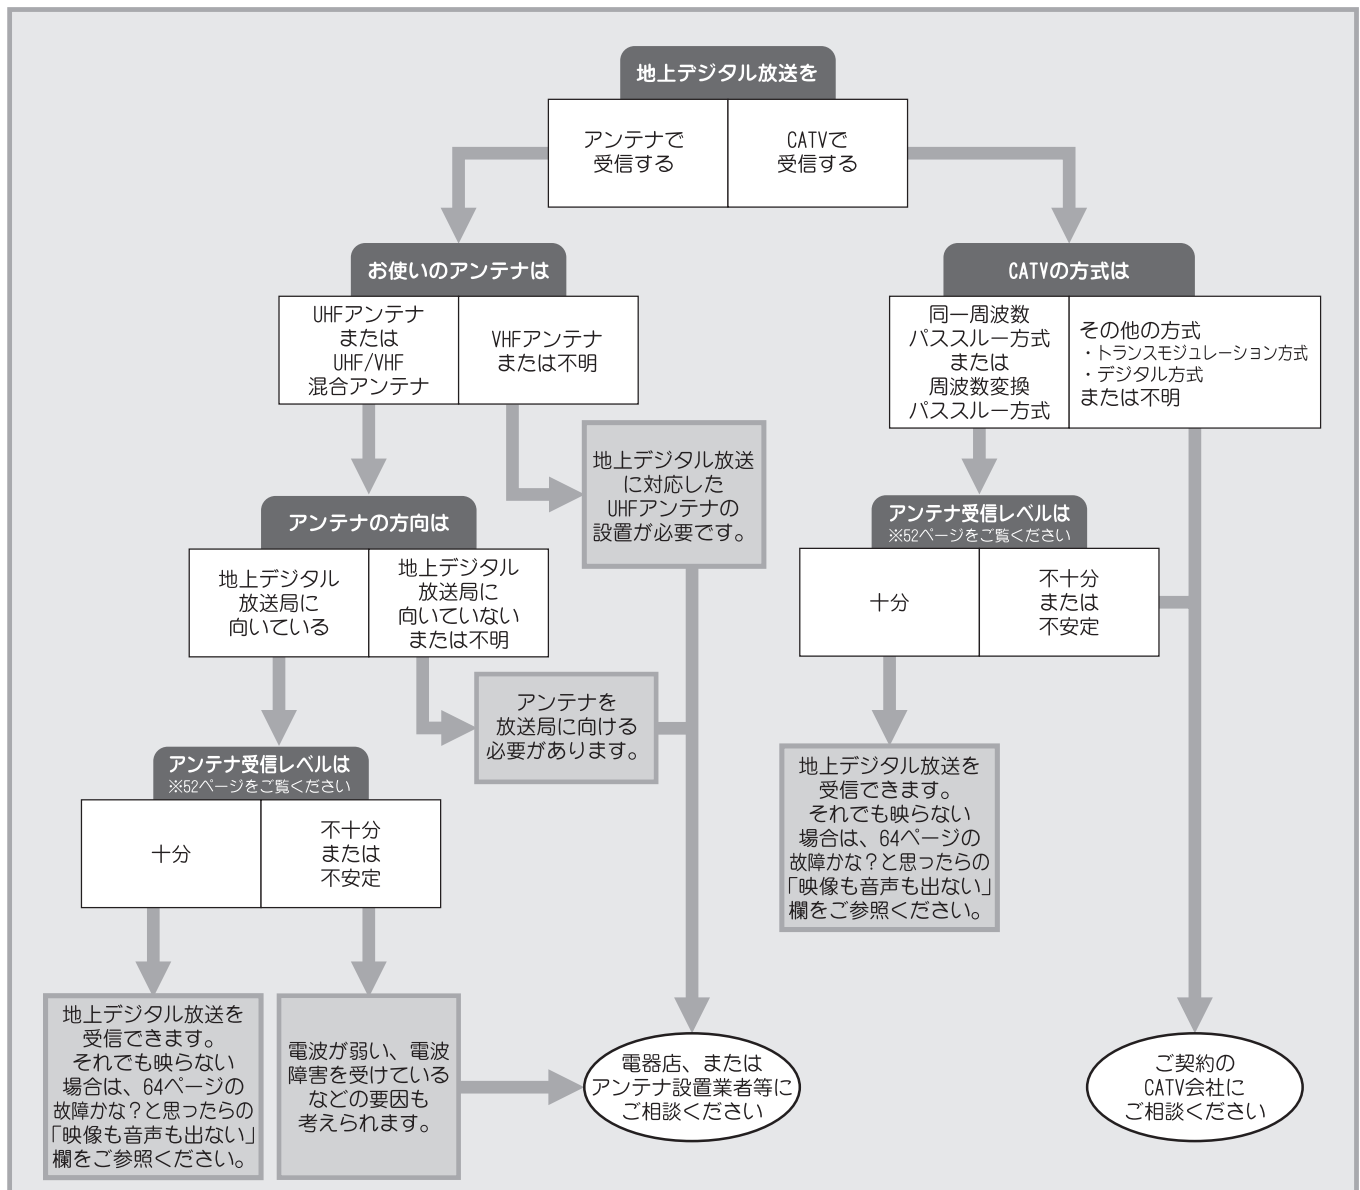 地上デジタル放送を
アンテナで
受信する
CATVで
受信する
お使いのアンテナは
UHFアンテナ
または
UHF/VHF
混合アンテナ
VHFアンテナ
または不明
CATVの方式は
同一周波数
パススルー方式
または
周波数変換
パススルー方式
その他の方式
・トランスモジュレーション方式
・デジタル方式
または不明
地上デジタル放送
に対応した
UHFアンテナの
設置が必要です。
アンテナの方向は
地上デジタル
放送局に
向いている
地上デジタル
放送局に
向いていない
または不明
アンテナ受信レベルは
※52ページをご覧ください
十分
不十分
または
不安定
アンテナを
放送局に向ける
必要があります。
アンテナ受信レベルは
※52ページをご覧ください
十分
不十分
または
不安定
地上デジタル放送を
受信できます。
それでも映らない
場合は、64ページの
故障かな？と思ったらの
「映像も音声も出ない」
欄をご参照ください。
地上デジタル放送を
受信できます。
それでも映らない
場合は、64ページの
故障かな？と思ったらの
「映像も音声も出ない」
欄をご参照ください。
電波が弱い、電波
障害を受けている
などの要因も
考えられます。
電器店、または
アンテナ設置業者等に
ご相談ください
ご契約の
CATV会社に
ご相談ください